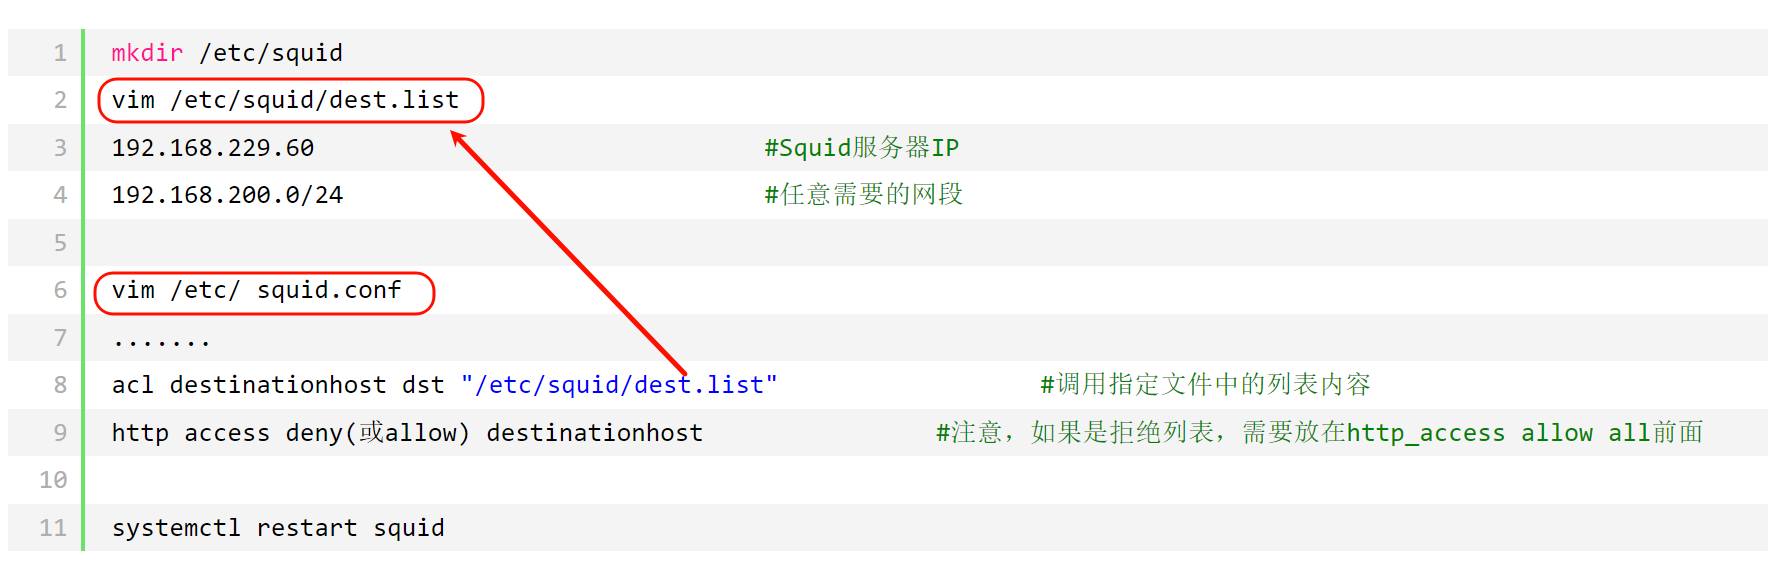 1 mkdir /etc/squid
2 vim /etc/squid/dest.list
3 192.168.229.60 #Squid服务器IP
4 192.168.200.0/24 #任意需要的网段
5
6 vim /etc/ squid.conf
7 .......
8 acl destinationhost dst "/etc/squid/dest.list" #调用指定文件中的列表内容
9 http access deny(或allow) destinationhost #注意，如果是拒绝列表，需要放在http_access allow all前面
10
11 systemctl restart squid